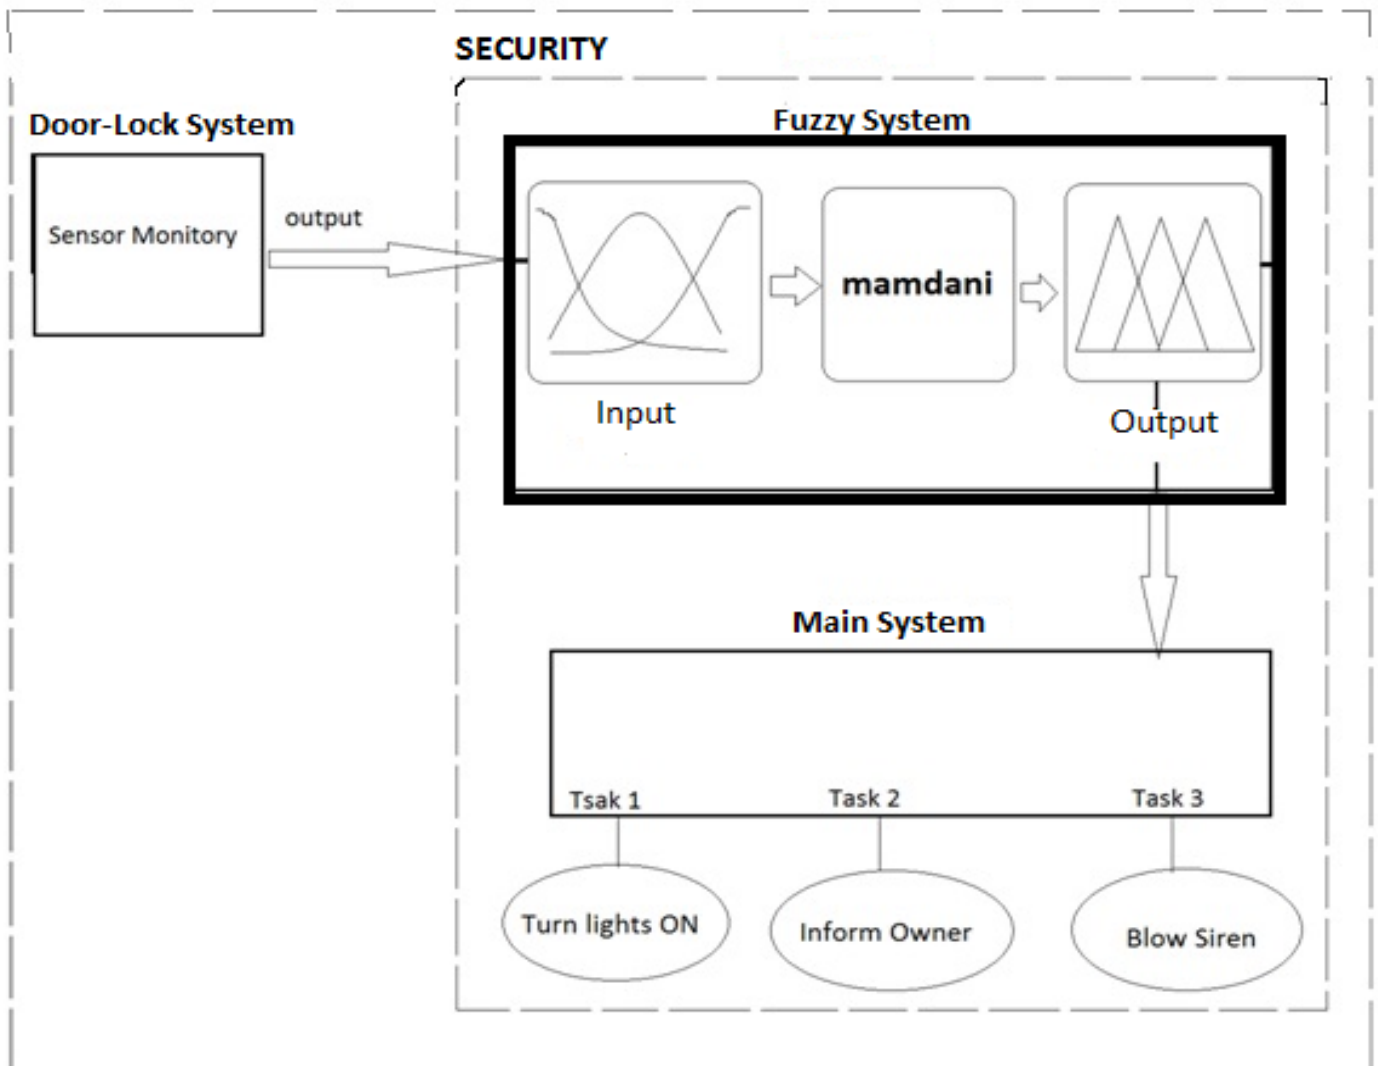 SECURITY
Door-Lock System
Fuzzy System
Sensor Monitory
output
mamdani
Input
Output
Main System
Tsak 1
Task 2
Task 3
Turn lights ON
Inform Owner
Blow Siren